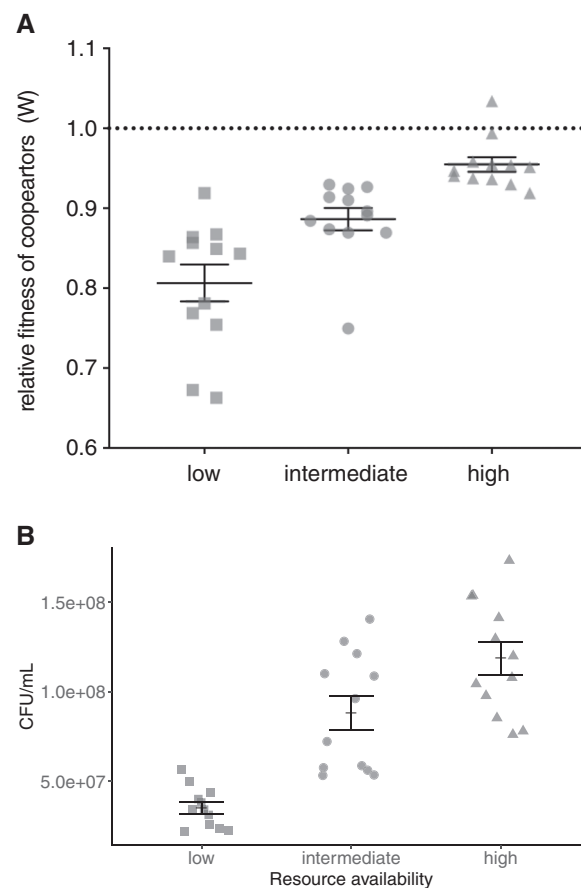 A
1.1
1.0
0.9
0.8
0.7
0.6
relative fitness of coopeartors (W)
low intermediate high
B
1.5e+08
1.0e+08
5.0e+07
CFU/mL
low intermediate high
Resource availability